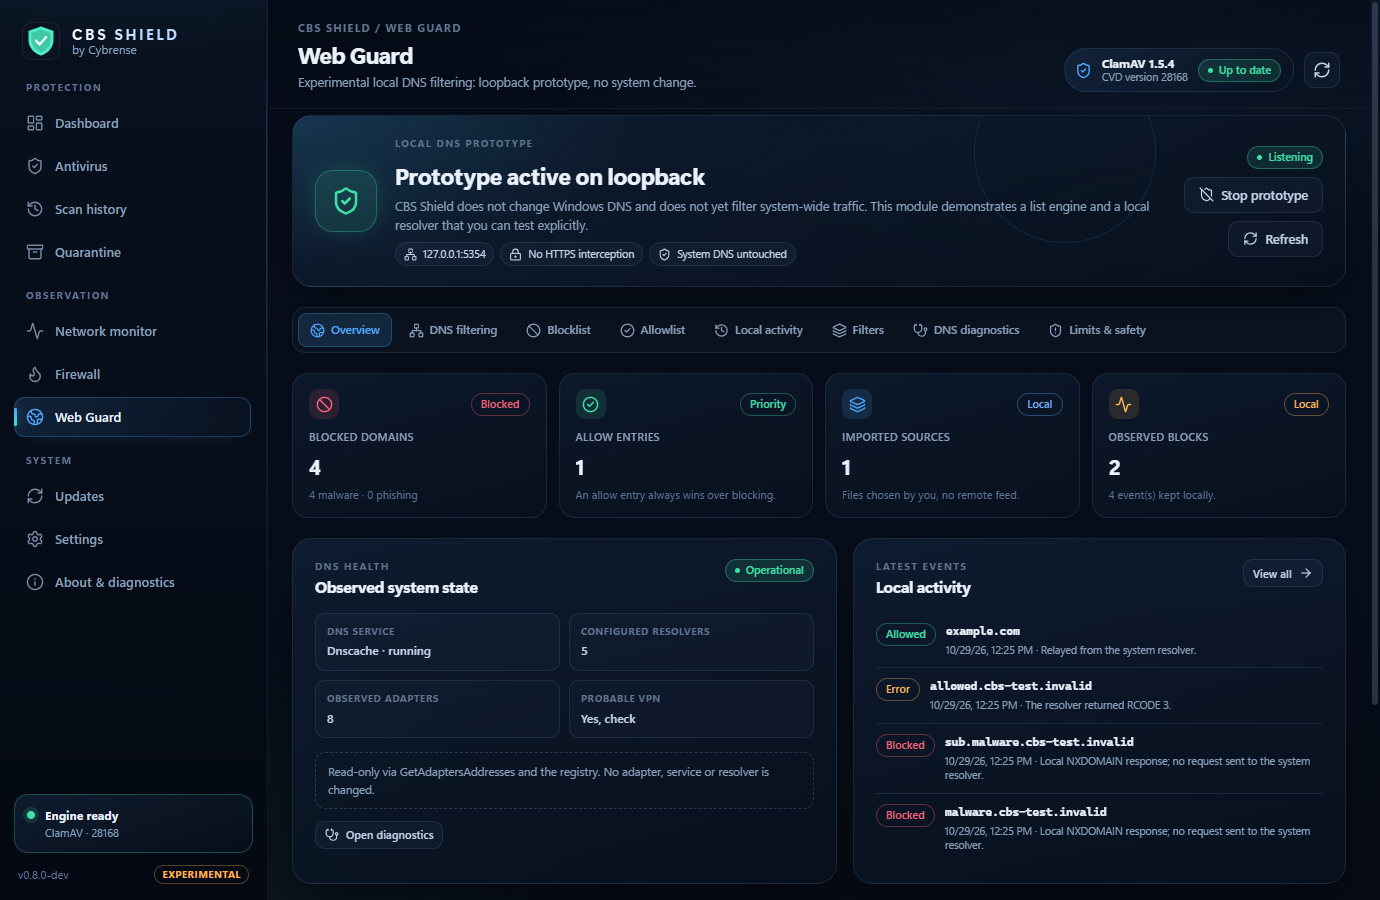 CBS SHIELD
by Cybrense
PROTECTION
Dashboard
Antivirus
Scan history
Quarantine
OBSERVATION
Network monitor
Firewall
Web Guard
SYSTEM
Updates
Settings
About & diagnostics
Engine ready
ClamAV · 28168
v0.8.0-dev
EXPERIMENTAL
CBS SHIELD / WEB GUARD
Web Guard
Experimental local DNS filtering: loopback prototype, no system change.
ClamAV 1.5.4
CVD version 28168
Up to date
LOCAL DNS PROTOTYPE
Prototype active on loopback
CBS Shield does not change Windows DNS and does not yet filter system-wide traffic. This module demonstrates a list engine and a local
resolver that you can test explicitly.
127.0.0.1:5354
No HTTPS interception
System DNS untouched
Listening
Stop prototype
Refresh
Overview
DNS filtering
Blocklist
Allowlist
Local activity
Filters
DNS diagnostics
Limits & safety
Blocked
BLOCKED DOMAINS
4
4 malware · 0 phishing
Priority
ALLOW ENTRIES
1
An allow entry always wins over blocking.
Local
IMPORTED SOURCES
1
Files chosen by you, no remote feed.
Local
OBSERVED BLOCKS
2
4 event(s) kept locally.
DNS HEALTH
Observed system state
Operational
DNS SERVICE
Dnscache · running
CONFIGURED RESOLVERS
5
OBSERVED ADAPTERS
8
PROBABLE VPN
Yes, check
Read-only via GetAdaptersAddresses and the registry. No adapter, service or resolver is
changed.
Open diagnostics
LATEST EVENTS
Local activity
View all
Allowed
example.com
10/29/26, 12:25 PM · Relayed from the system resolver.
Error
allowed.cbs-test.invalid
10/29/26, 12:25 PM · The resolver returned RCODE 3.
Blocked
sub.malware.cbs-test.invalid
10/29/26, 12:25 PM · Local NXDOMAIN response; no request sent to the system
resolver.
Blocked
malware.cbs-test.invalid
10/29/26, 12:25 PM · Local NXDOMAIN response; no request sent to the system
resolver.